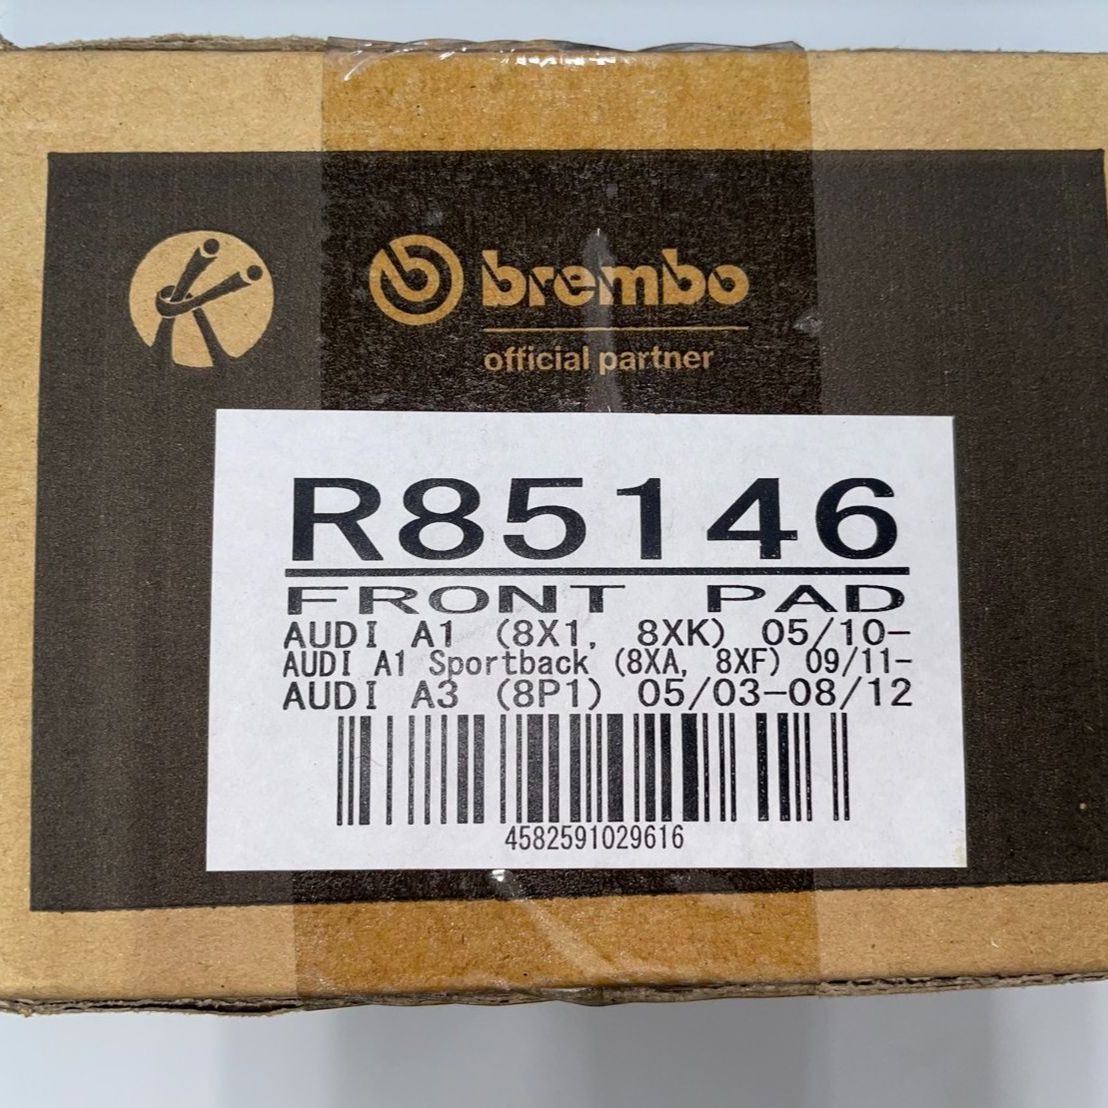 brembo
official partner
R85146
FRONT PAD
AUDI A1 (8X1, 8XK) 05/10-
AUDI A1 Sportback (8XA, 8XF) 09/11-
AUDI A3 (8P1) 05/03-08/12
4582591029616